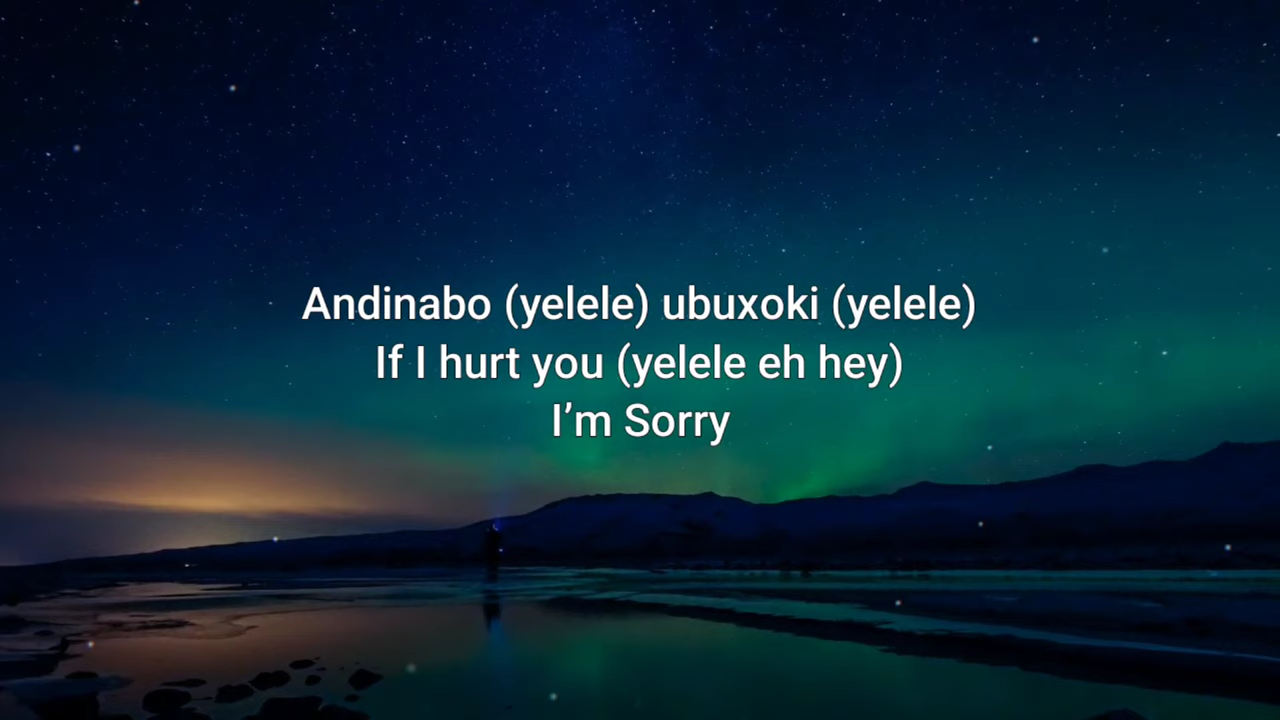 Andinabo (yelele) ubuxoki (yelele)
If I hurt you (yelele eh hey)
I’m Sorry